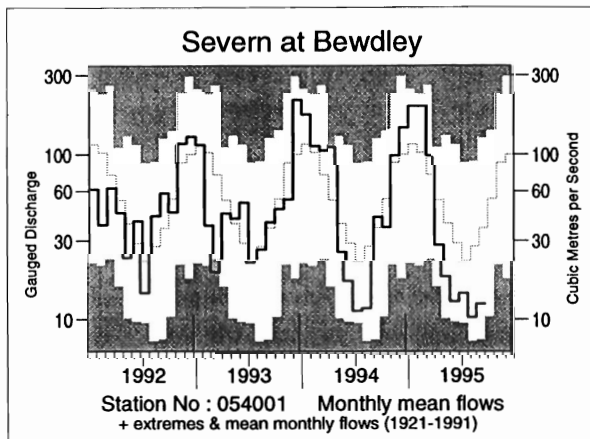 Severn at Bewdley
300
100
60
30
10
Gauged Discharge
300
100
60
30
10
Cubic Metres per Second
1992 1993 1994 1995
Station No : 054001 Monthly mean flows
+ extremes & mean monthly flows (1921-1991)